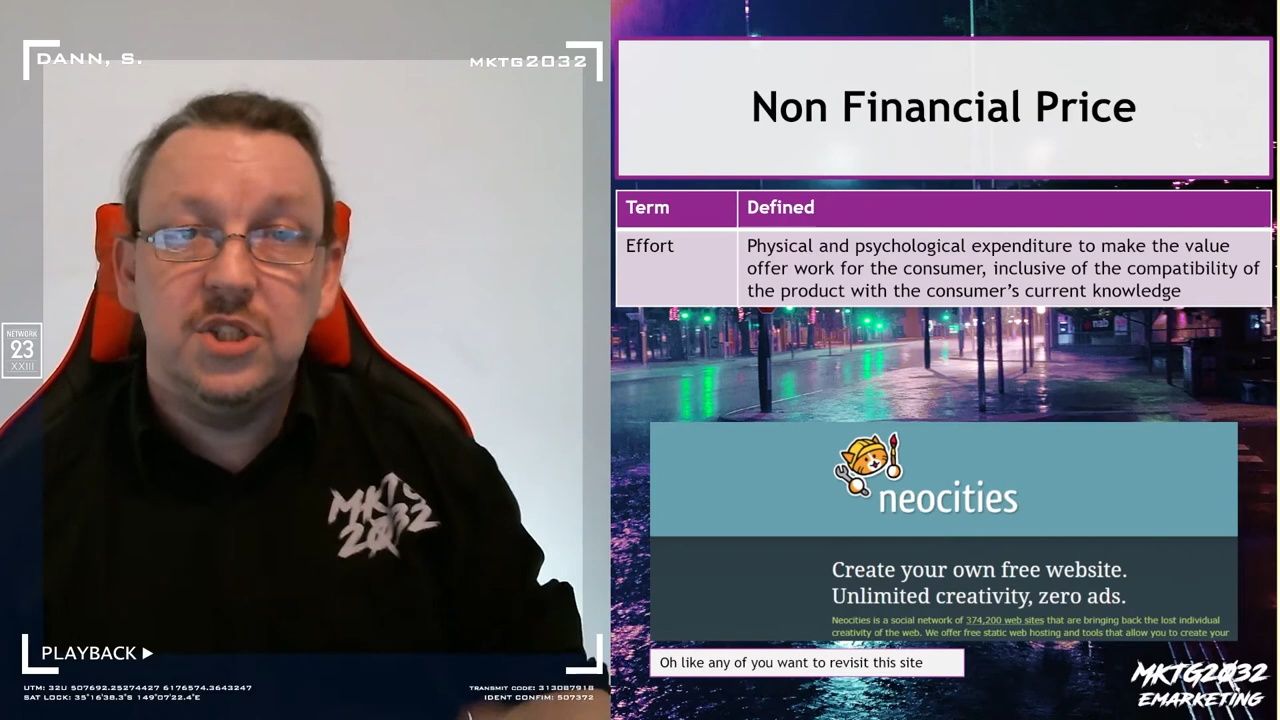 DANN, S.
MKTG2032
NETWORK
23
XXIII
MKTG
2032
PLAYBACK
UTM: 32U 507692.25274427 6176574.3643247
SAT LOCK: 35°16'38.3"S 149°07'22.4"E
TRANSMIT CODE: 313087918
IDENT CONFIM: 507372
Non Financial Price
Term
Defined
Effort
Physical and psychological expenditure to make the value
offer work for the consumer, inclusive of the compatibility of
the product with the consumer’s current knowledge
nab
neocities
Create your own free website.
Unlimited creativity, zero ads.
Neocities is a social network of 374,200 web sites that are bringing back the lost individual
creativity of the web. We offer free static web hosting and tools that allow you to create your
Oh like any of you want to revisit this site
MKTG2032
EMARKETING